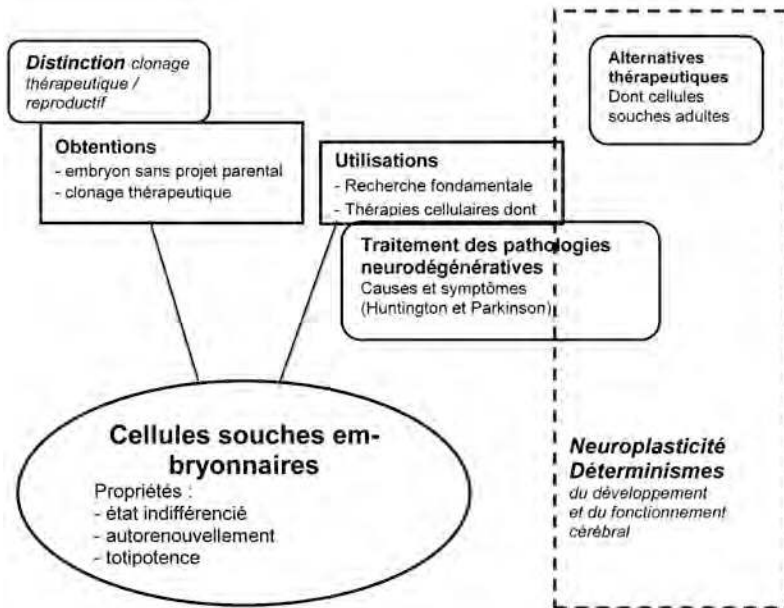 Distinction clonage
thérapeutique /
reproductif
Obtentions
- embryon sans projet parental
- clonage thérapeutique
Utilisations
- Recherche fondamentale
- Thérapies cellulaires dont
Traitement des pathologies
neurodégénératives
Causes et symptômes
(Huntington et Parkinson)
Alternatives
thérapeutiques
Dont cellules
souches adultes
Cellules souches em-
bryonnaires
Propriétés :
- état indifférencié
- autorenouvellement
- totipotence
Neuroplasticité
Déterminismes
du développement
et du fonctionnement
cérébral